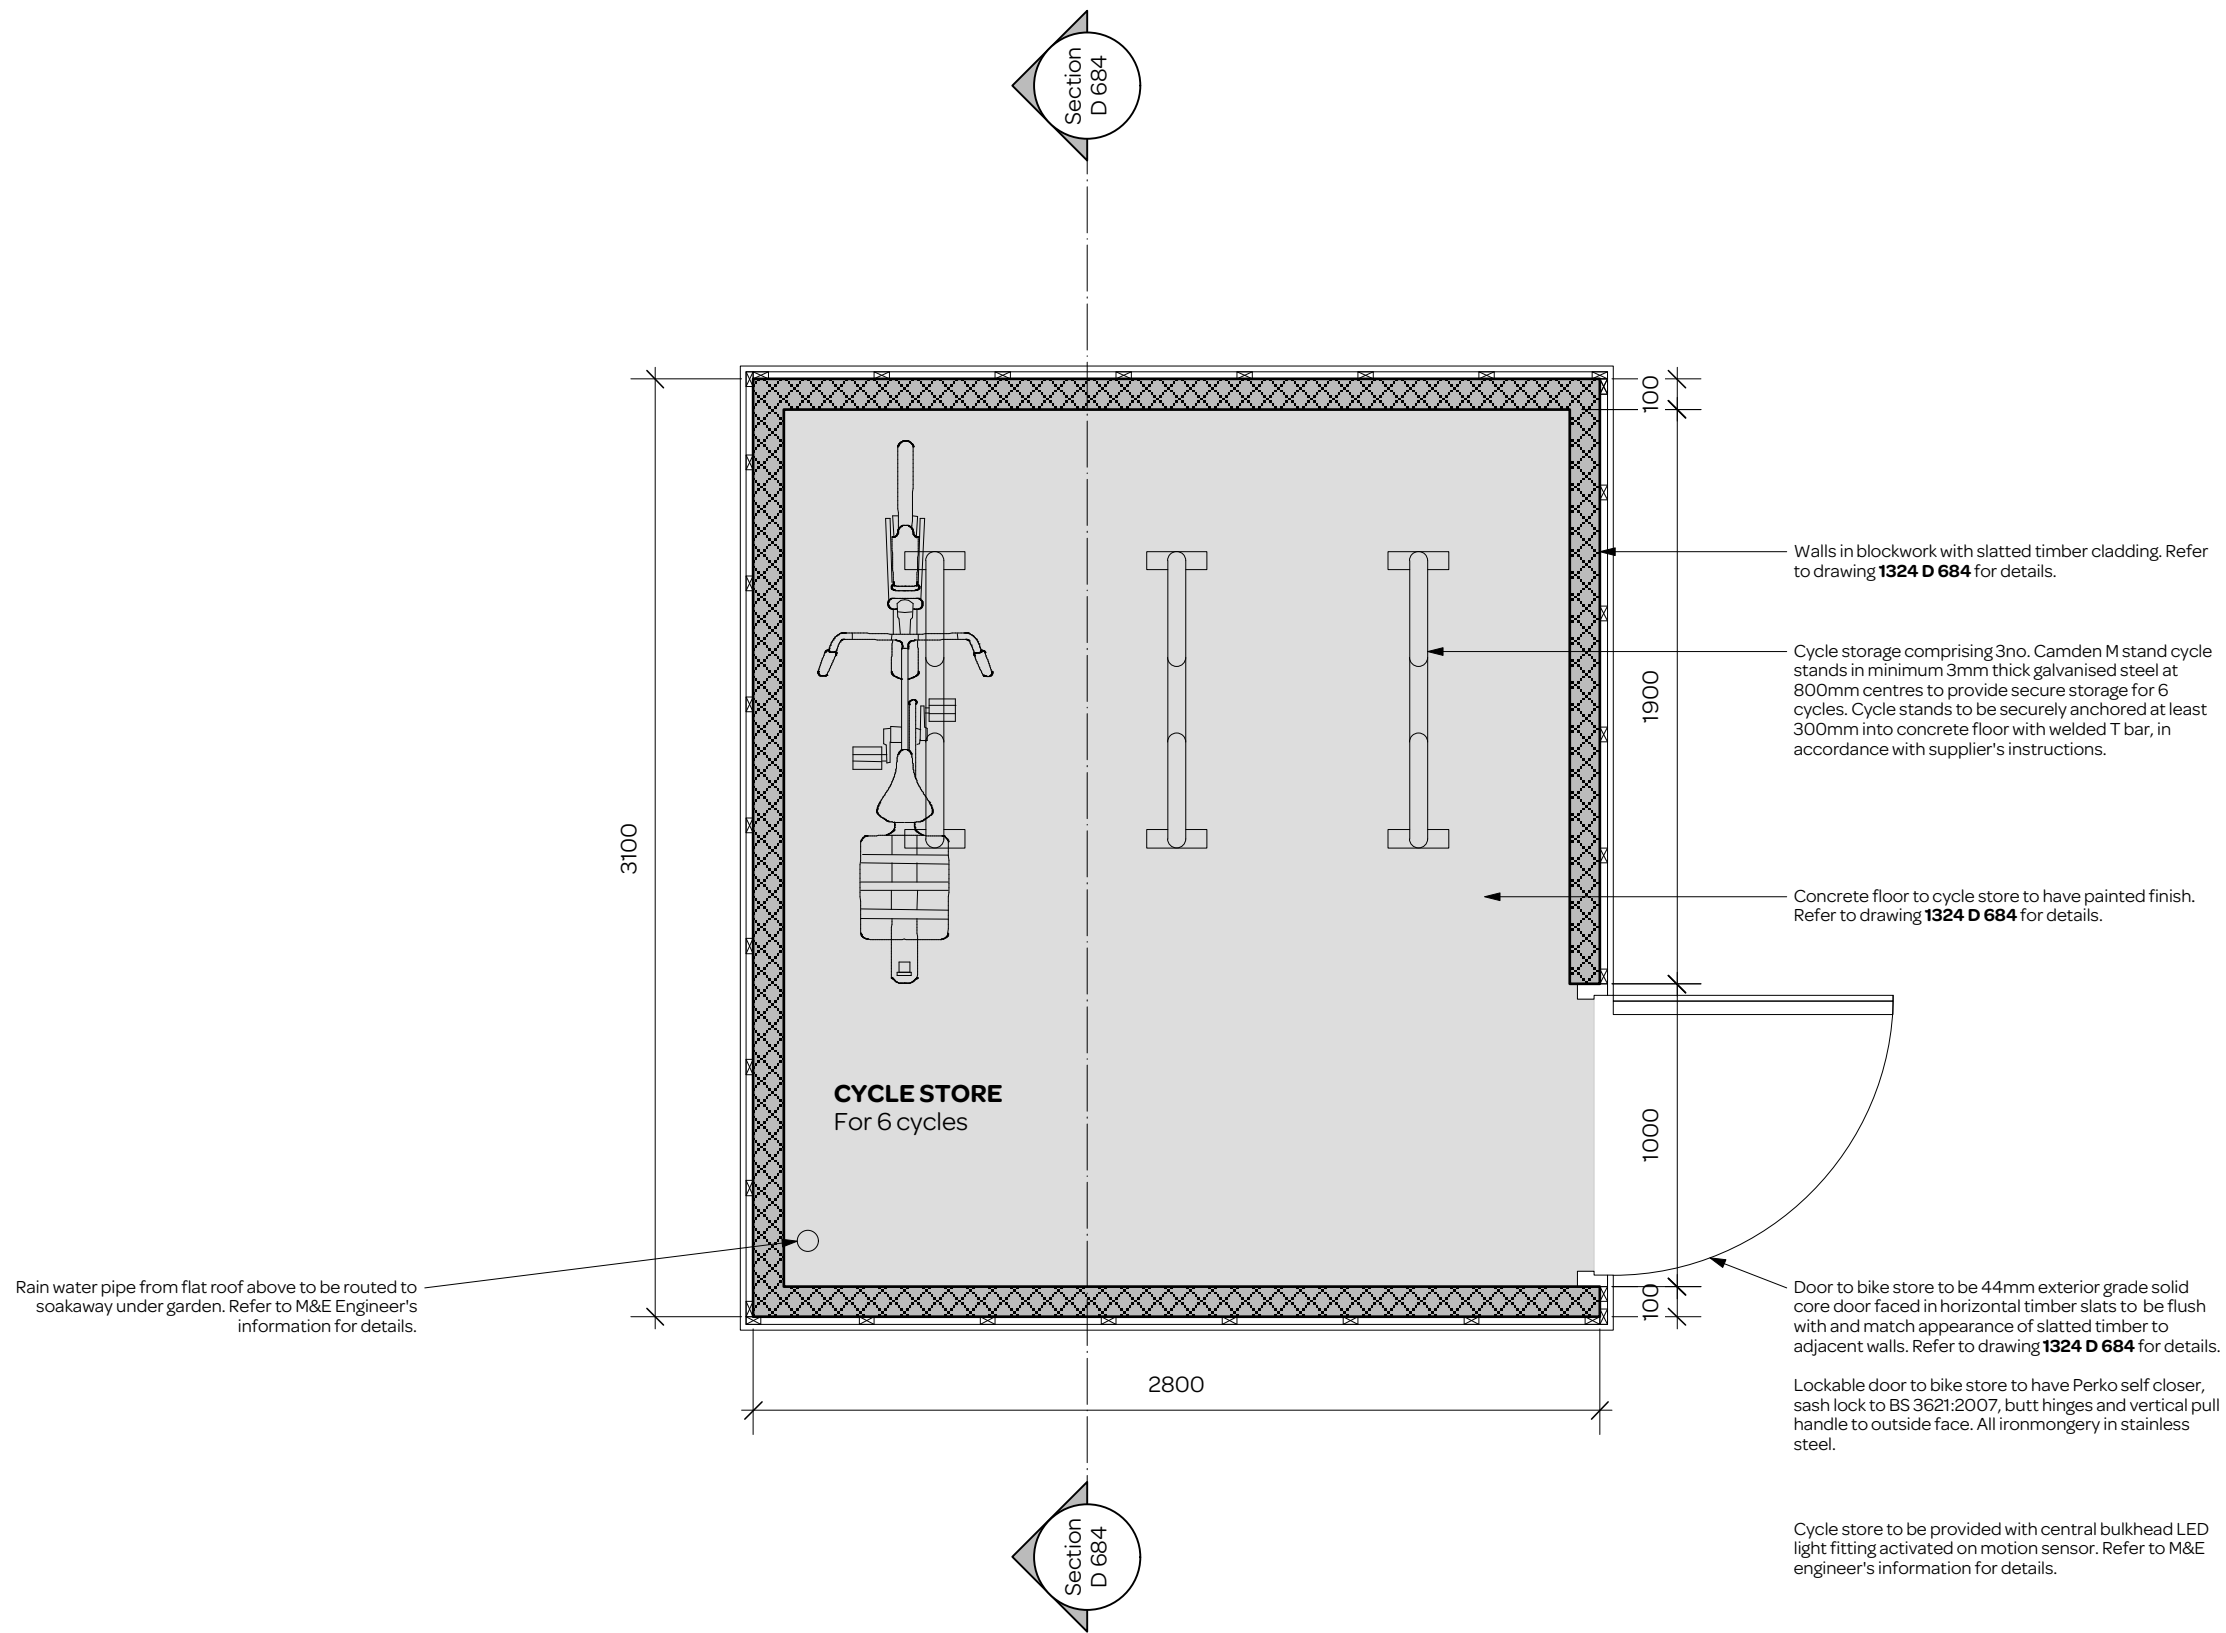 Section
D 684
100
Walls in blockwork with slatted timber cladding. Refer
to drawing 1324 D 684 for details.
Cycle storage comprising 3no. Camden M stand cycle
stands in minimum 3mm thick galvanised steel at
800mm centres to provide secure storage for 6
cycles. Cycle stands to be securely anchored at least
300mm into concrete floor with welded T bar, in
accordance with supplier's instructions.
1900
3100
Concrete floor to cycle store to have painted finish.
Refer to drawing 1324 D 684 for details.
CYCLE STORE
For 6 cycles
1000
Rain water pipe from flat roof above to be routed to
soakaway under garden. Refer to M&E Engineer's
information for details.
100
Door to bike store to be 44mm exterior grade solid
core door faced in horizontal timber slats to be flush
with and match appearance of slatted timber to
adjacent walls. Refer to drawing 1324 D 684 for details.
2800
Lockable door to bike store to have Perko self closer,
sash lock to BS 3621:2007, butt hinges and vertical pull
handle to outside face. All ironmongery in stainless
steel.
Section
D 684
Cycle store to be provided with central bulkhead LED
light fitting activated on motion sensor. Refer to M&E
engineer's information for details.